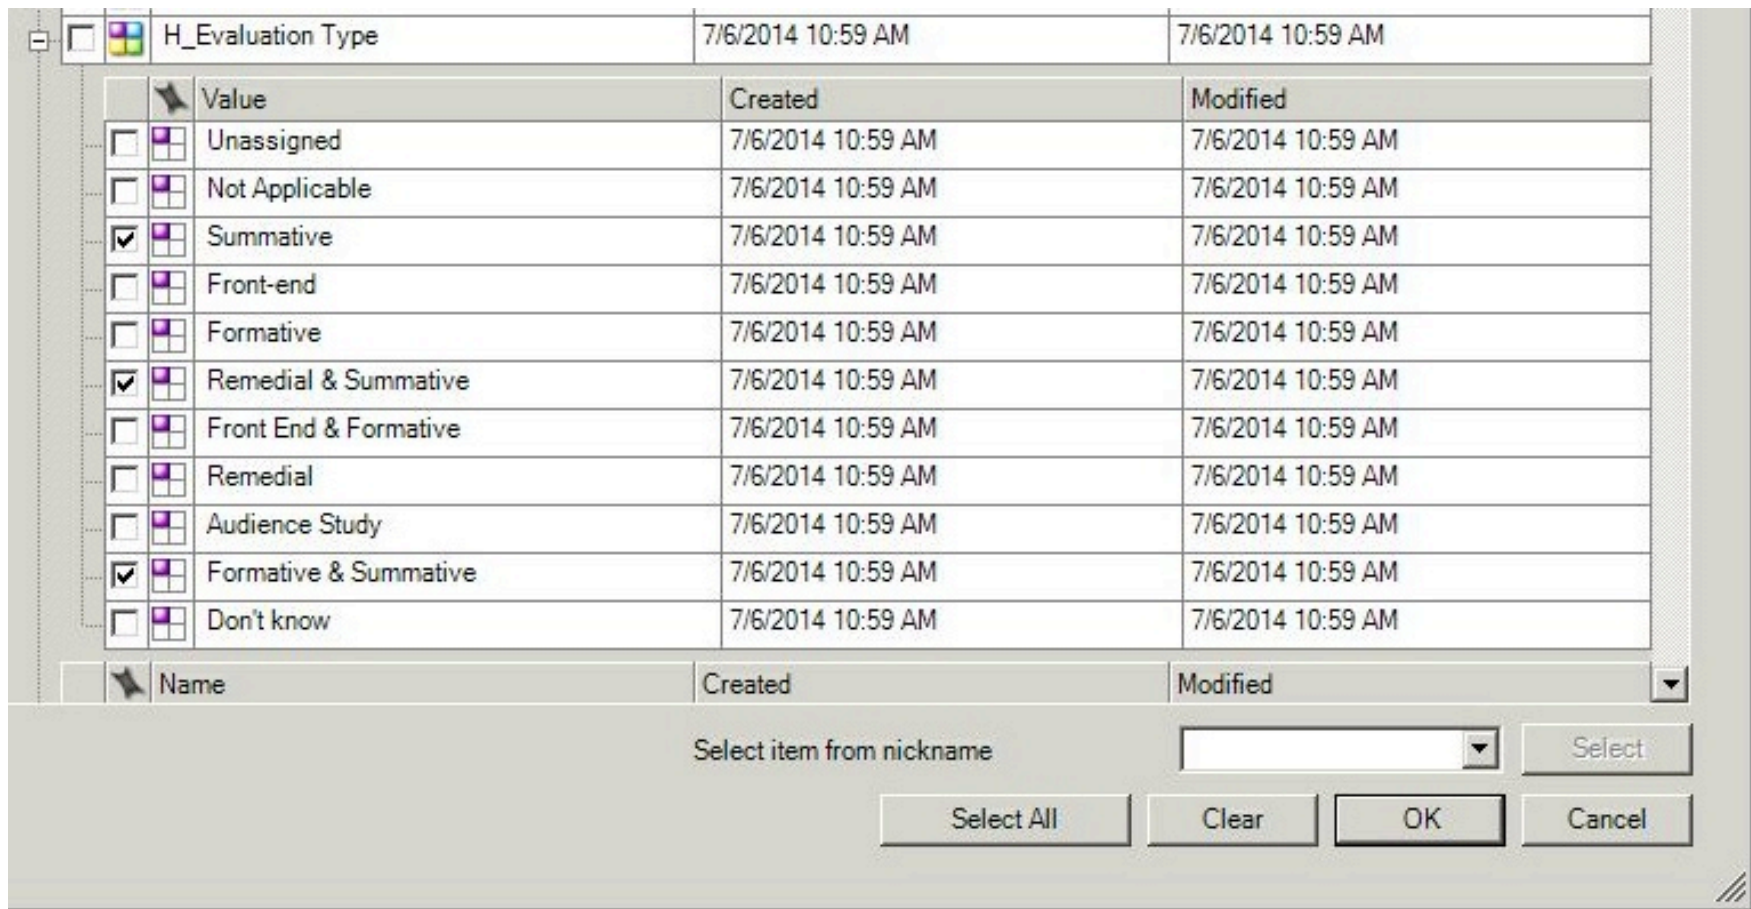 H_Evaluation Type 7/6/2014 10:59 AM 7/6/2014 10:59 AM
Value Created Modified
Unassigned 7/6/2014 10:59 AM 7/6/2014 10:59 AM
Not Applicable 7/6/2014 10:59 AM 7/6/2014 10:59 AM
Summative 7/6/2014 10:59 AM 7/6/2014 10:59 AM
Front-end 7/6/2014 10:59 AM 7/6/2014 10:59 AM
Formative 7/6/2014 10:59 AM 7/6/2014 10:59 AM
Remedial & Summative 7/6/2014 10:59 AM 7/6/2014 10:59 AM
Front End & Formative 7/6/2014 10:59 AM 7/6/2014 10:59 AM
Remedial 7/6/2014 10:59 AM 7/6/2014 10:59 AM
Audience Study 7/6/2014 10:59 AM 7/6/2014 10:59 AM
Formative & Summative 7/6/2014 10:59 AM 7/6/2014 10:59 AM
Don't know 7/6/2014 10:59 AM 7/6/2014 10:59 AM
Name Created Modified
Select item from nickname Select
Select All Clear OK Cancel